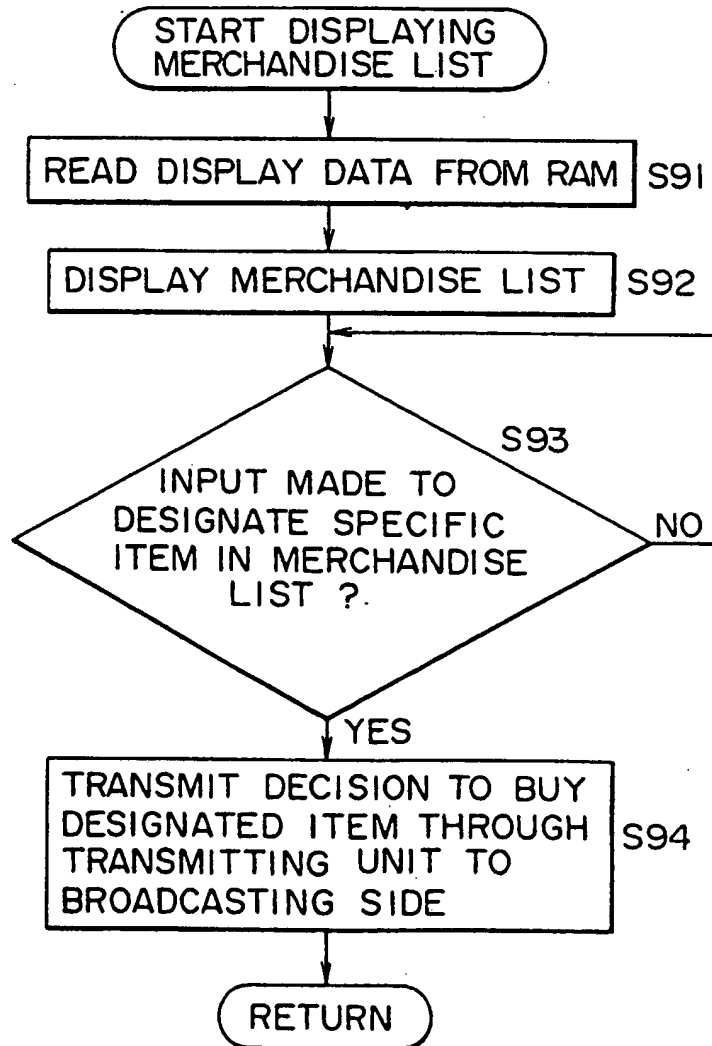 START DISPLAYING
MERCHANDISE LIST
READ DISPLAY DATA FROM RAM
S91
DISPLAY MERCHANDISE LIST
S92
S93
INPUT MADE TO
DESIGNATE SPECIFIC
ITEM IN MERCHANDISE
LIST ?
NO
YES
TRANSMIT DECISION TO BUY
DESIGNATED ITEM THROUGH
TRANSMITTING UNIT TO
BROADCASTING SIDE
S94
RETURN